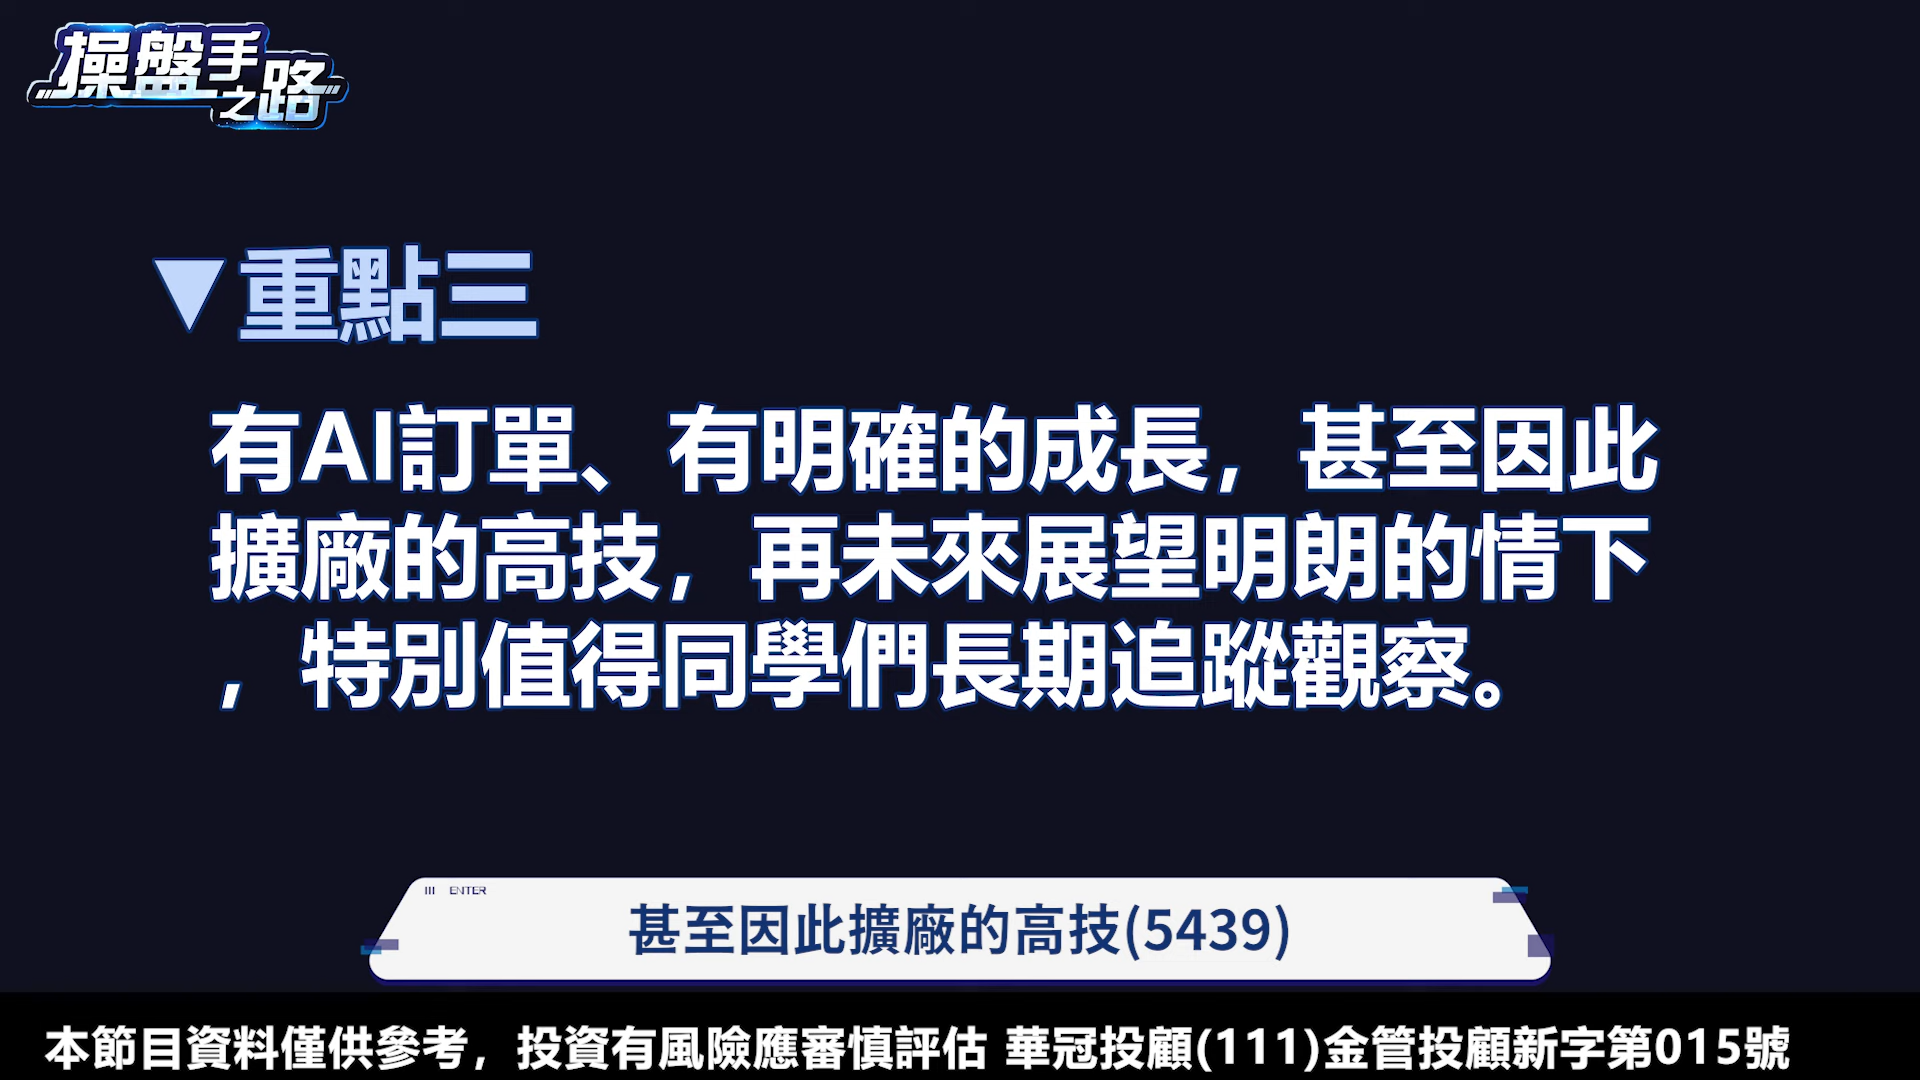 操盤手之路
▼重點三
有AI訂單、有明確的成長，甚至因此
擴廠的高技，再未來展望明朗的情下
，特別值得同學們長期追蹤觀察。
III ENTER
甚至因此擴廠的高技(5439)
本節目資料僅供參考，投資有風險應審慎評估 華冠投顧(111)金管投顧新字第015號